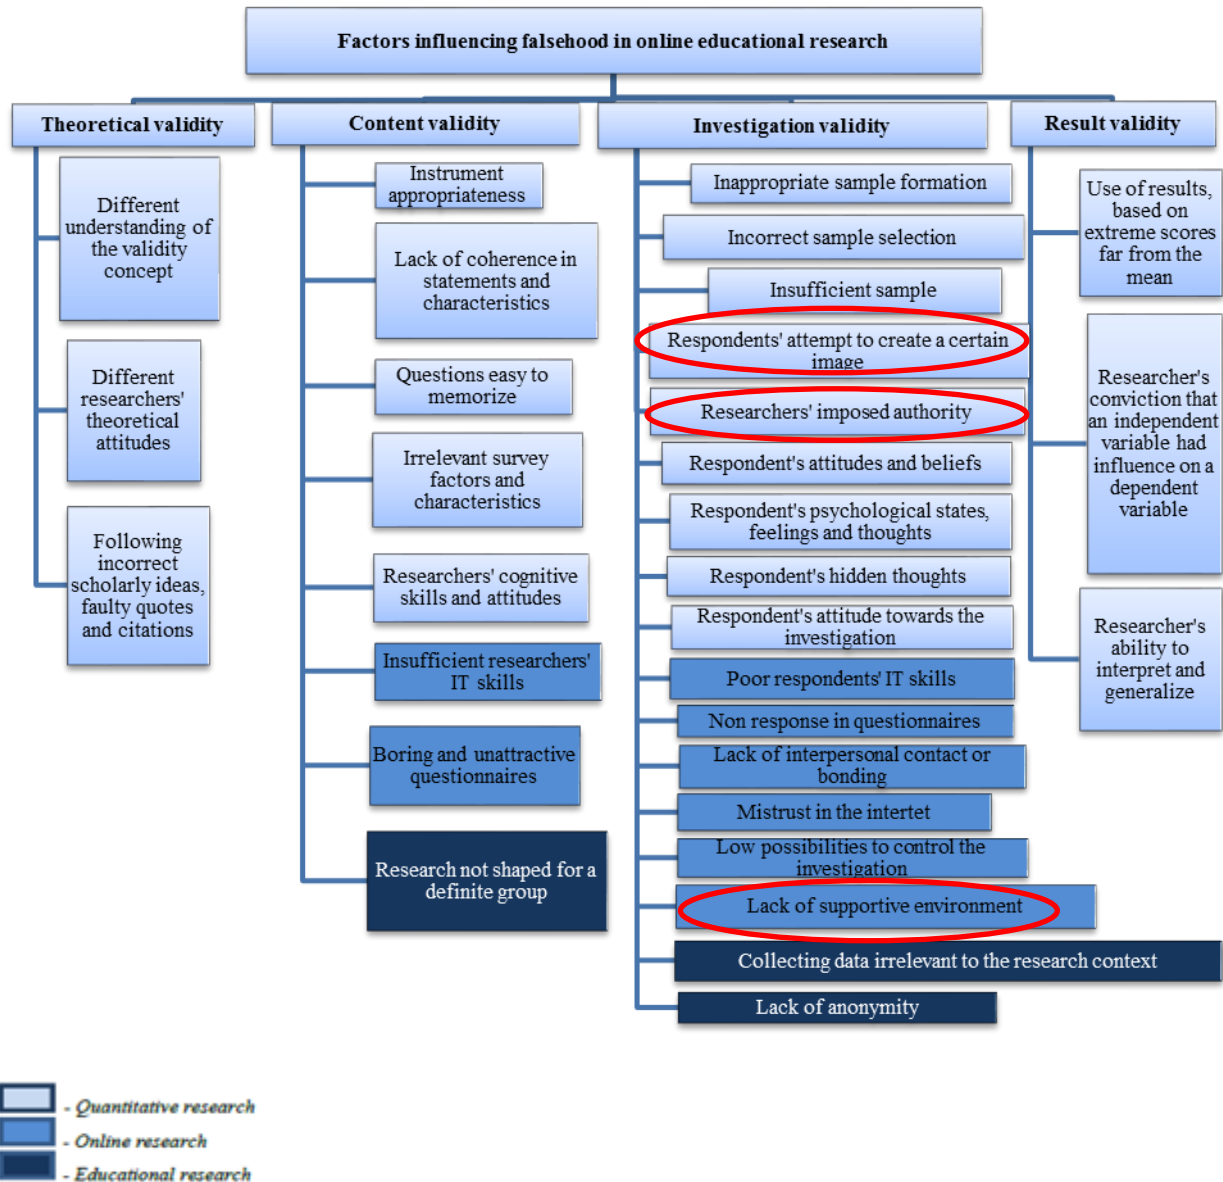 Factors influencing falsehood in online educational research
Theoretical validity
Different
understanding of
the validity
concept
Different
researchers'
theoretical
attitudes
Following
incorrect
scholarly ideas,
faulty quotes
and citations
Content validity
Instrument
appropriateness
Lack of coherence in
statements and
characteristics
Questions easy to
memorize
Irrelevant survey
factors and
characteristics
Researchers' cognitive
skills and attitudes
Insufficient researchers'
IT skills
Boring and unattractive
questionnaires
Research not shaped for a
definite group
Investigation validity
Inappropriate sample formation
Incorrect sample selection
Insufficient sample
Respondents' attempt to create a certain
image
Researchers' imposed authority
Respondent's attitudes and beliefs
Respondent's psychological states,
feelings and thoughts
Respondent's hidden thoughts
Respondent's attitude towards the
investigation
Poor respondents' IT skills
Non response in questionnaires
Lack of interpersonal contact or
bonding
Mistrust in the intertet
Low possibilities to control the
investigation
Lack of supportive environment
Collecting data irrelevant to the research context
Lack of anonymity
Result validity
Use of results,
based on
extreme scores
far from the
mean
Researcher's
conviction that
an independent
variable had
influence on a
dependent
variable
Researcher's
ability to
interpret and
generalize
- Quantitative research
- Online research
- Educational research